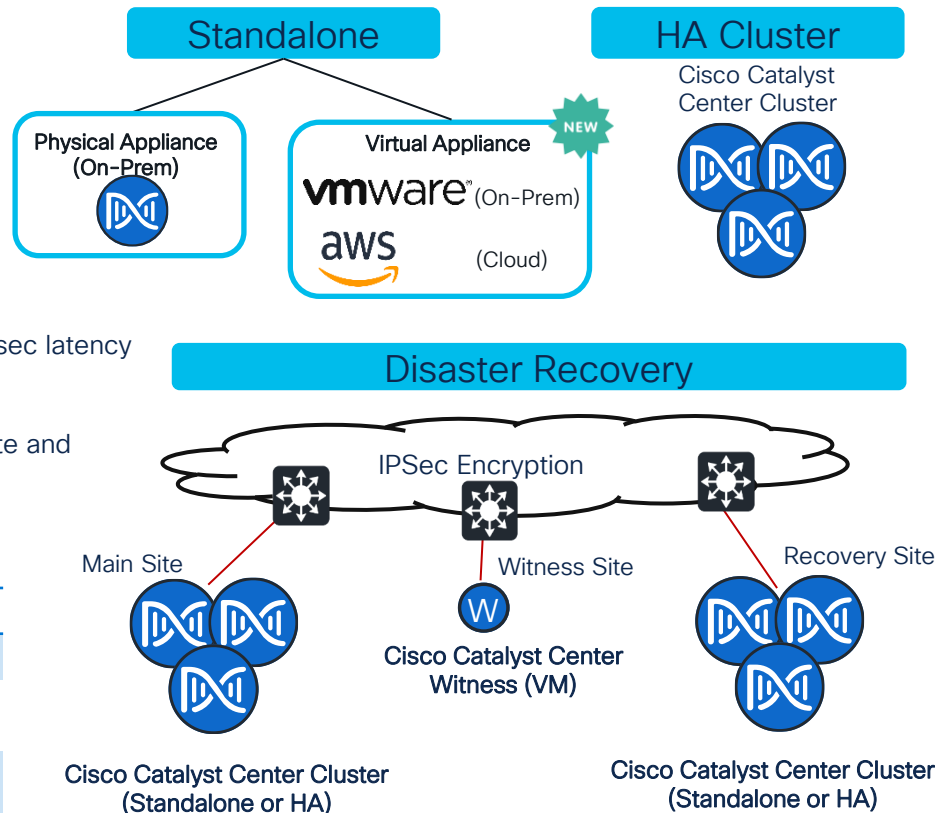 Standalone
HA Cluster
Physical Appliance
(On-Prem)
Virtual Appliance
NEW
vmware® (On-Prem)
aws (Cloud)
Cisco Catalyst
Center Cluster
sec latency
te and
Disaster Recovery
IPSec Encryption
Main Site
Witness Site
Recovery Site
W
Cisco Catalyst Center
Witness (VM)
Cisco Catalyst Center Cluster
(Standalone or HA)
Cisco Catalyst Center Cluster
(Standalone or HA)